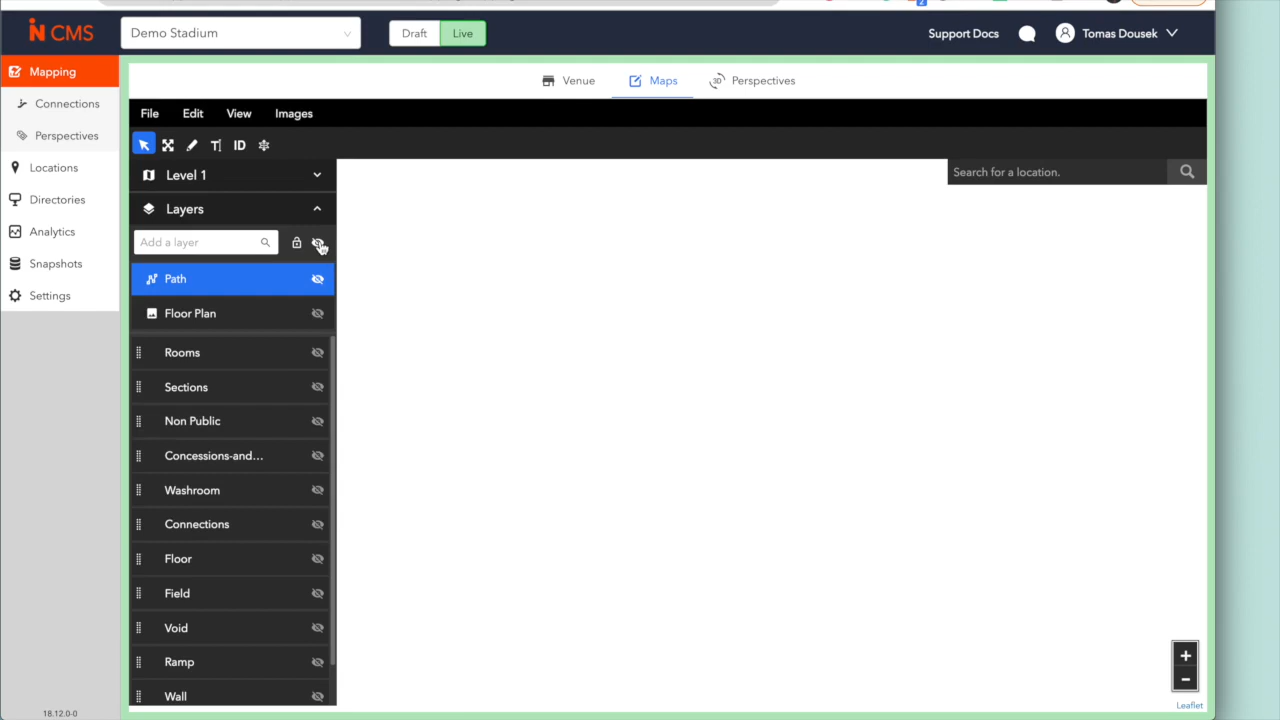 CMS
Demo Stadium
Draft
Live
Support Docs
Tomas Dousek
Mapping
Connections
Perspectives
Locations
Directories
Analytics
Snapshots
Settings
18.12.0-0
Venue
Maps
3D
Perspectives
File
Edit
View
Images
ID
Level 1
Search for a location.
Layers
Add a layer
Path
Floor Plan
Rooms
Sections
Non Public
Concessions-and...
Washroom
Connections
Floor
Field
Void
Ramp
Wall
+
−
Leaflet